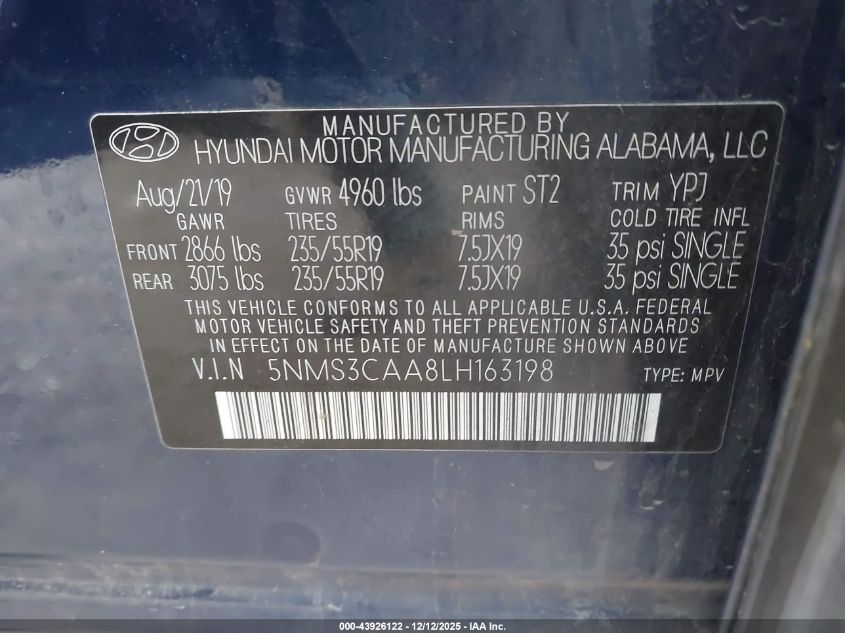 MANUFACTURED BY
HYUNDAI MOTOR MANUFACTURING ALABAMA, LLC
Aug/21/19 GVWR 4960 lbs PAINT ST2 TRIM YPJ
GAWR TIRES RIMS COLD TIRE INFL
FRONT 2866 lbs 235/55R19 7.5JX19 35 psi SINGLE
REAR 3075 lbs 235/55R19 7.5JX19 35 psi SINGLE
THIS VEHICLE CONFORMS TO ALL APPLICABLE U.S.A. FEDERAL
MOTOR VEHICLE SAFETY AND THEFT PREVENTION STANDARDS
IN EFFECT ON THE DATE OF MANUFACTURE SHOWN ABOVE
V.I.N 5NMS3CAA8LH163198 TYPE: MPV
000-43926122 - 12/12/2025 - IAA Inc.